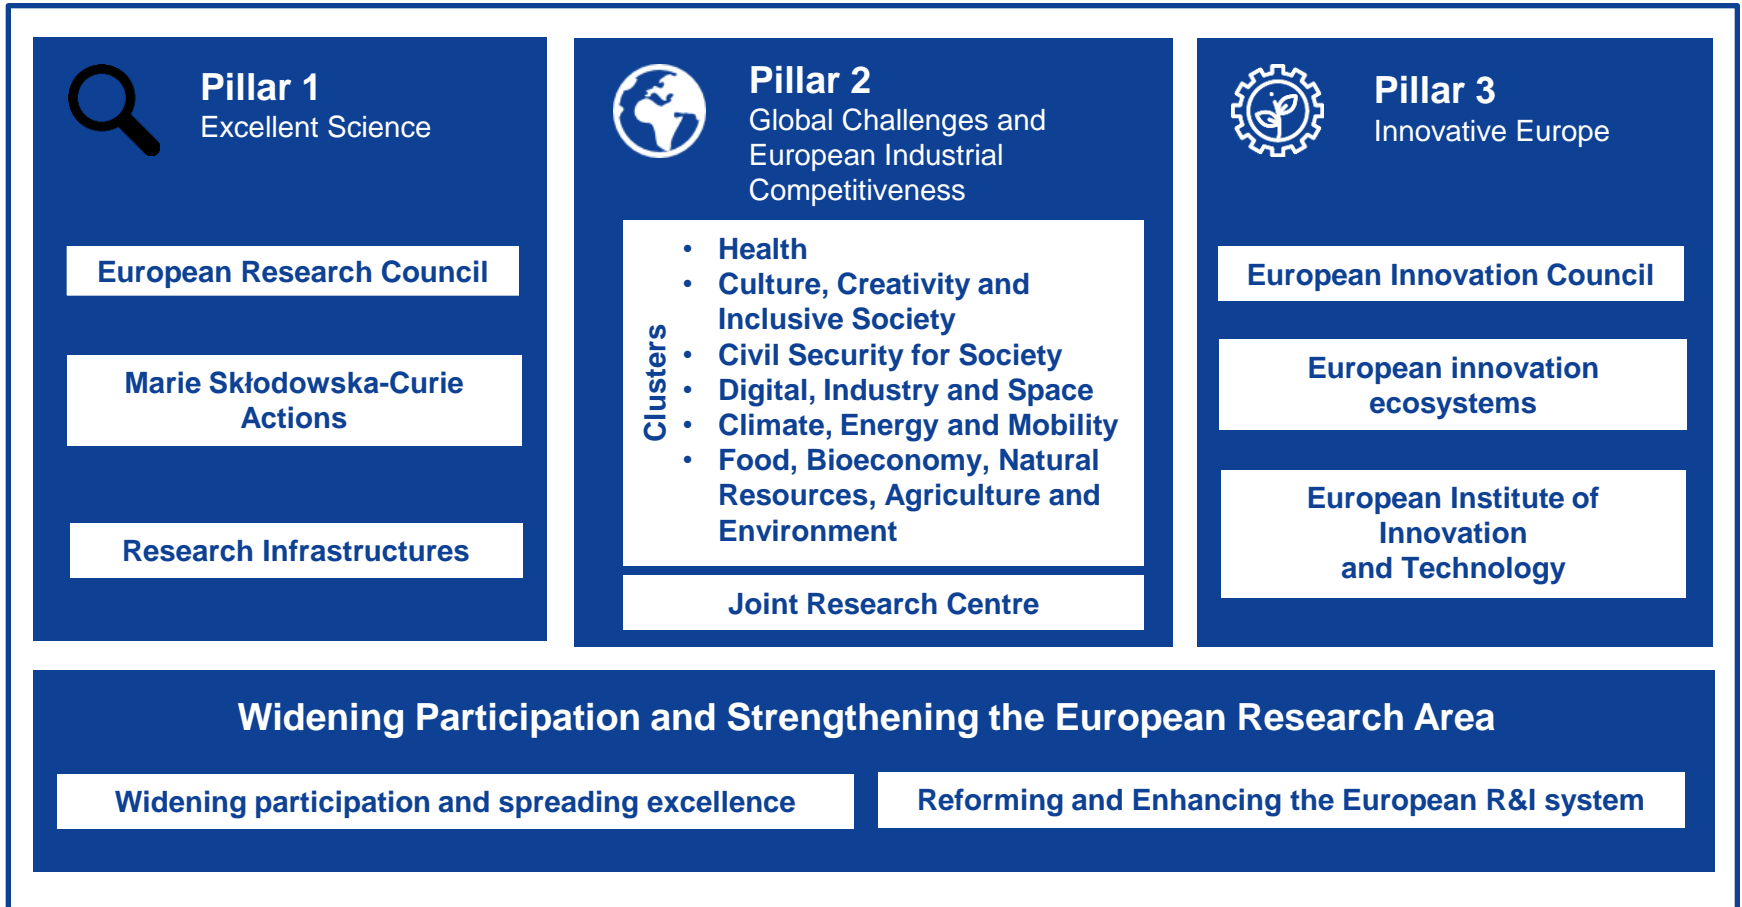 Pillar 1
Excellent Science
European Research Council
Marie Skłodowska-Curie
Actions
Research Infrastructures
Pillar 2
Global Challenges and
European Industrial
Competitiveness
Clusters
• Health
• Culture, Creativity and
Inclusive Society
• Civil Security for Society
• Digital, Industry and Space
• Climate, Energy and Mobility
• Food, Bioeconomy, Natural
Resources, Agriculture and
Environment
Joint Research Centre
Pillar 3
Innovative Europe
European Innovation Council
European innovation
ecosystems
European Institute of
Innovation
and Technology
Widening Participation and Strengthening the European Research Area
Widening participation and spreading excellence
Reforming and Enhancing the European R&I system